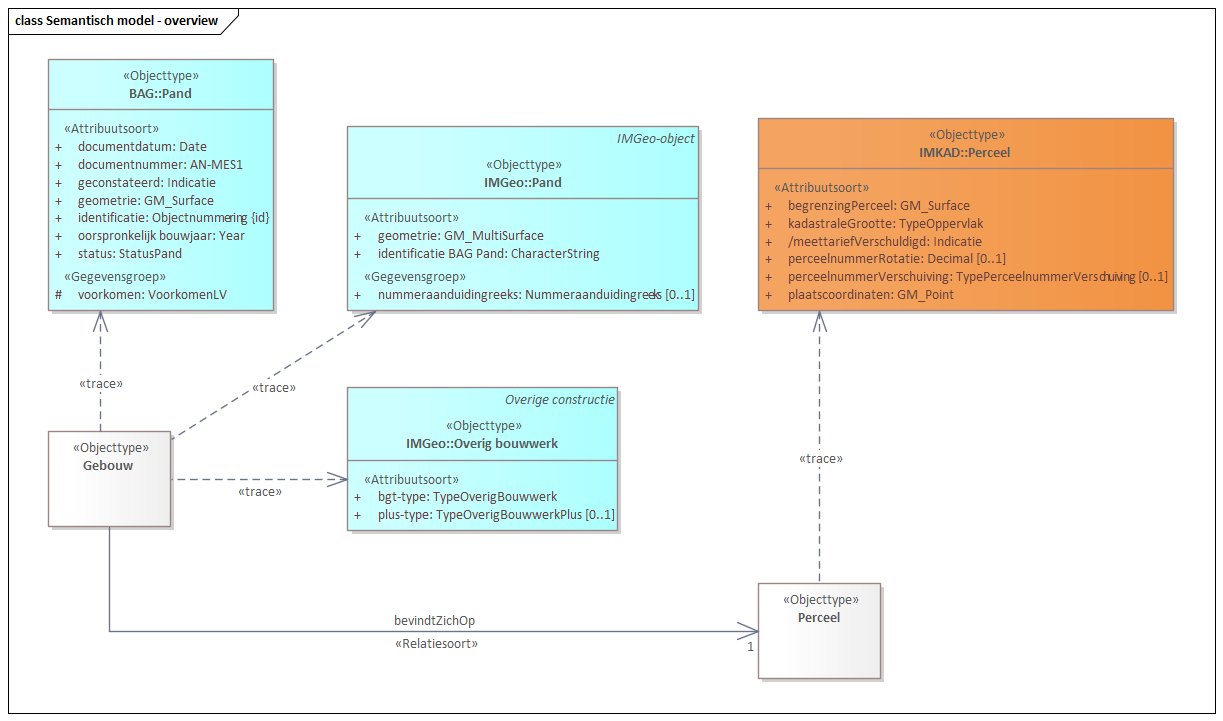 class Semantisch model - overview
«Objecttype»
BAG::Pand
«Attribuutsoort»
+ documentdatum: Date
+ documentnummer: AN-MES1
+ geconstateerd: Indicatie
+ geometrie: GM_Surface
+ identificatie: Objectnummering {id}
+ oorspronkelijk bouwjaar: Year
+ status: StatusPand
«Gegevensgroep»
# voorkomen: VoorkomenLV
IMGeo-object
«Objecttype»
IMGeo::Pand
«Attribuutsoort»
+ geometrie: GM_MultiSurface
+ identificatie BAG Pand: CharacterString
«Gegevensgroep»
+ nummeraanduidingreeks: Nummeraanduidingreeks [0..1]
«Objecttype»
IMKAD::Perceel
«Attribuutsoort»
+ begrenzingPerceel: GM_Surface
+ kadastraleGrootte: TypeOppervlak
+ /meettariefVerschuldigd: Indicatie
+ perceelnummerRotatie: Decimal [0..1]
+ perceelnummerVerschuiving: TypePerceelnummerVerschuiving [0..1]
+ plaatscoordinaten: GM_Point
«trace»
«trace»
Overige constructie
«Objecttype»
IMGeo::Overig bouwwerk
«Attribuutsoort»
+ bgt-type: TypeOverigBouwwerk
+ plus-type: TypeOverigBouwwerkPlus [0..1]
«Objecttype»
Gebouw
«trace»
«trace»
«Objecttype»
Perceel
bevindtZichOp
«Relatiesoort»
1